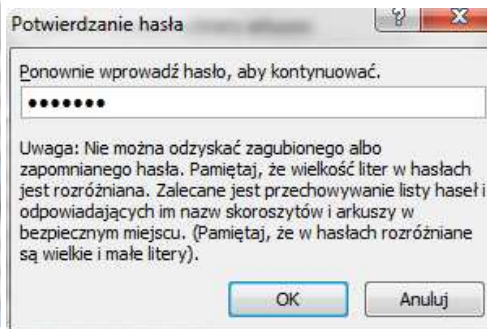 Potwierdzanie hasła
Ponownie wprowadź hasło, aby kontynuować.
•••••••
Uwaga: Nie można odzyskać zagubionego albo
zapomnianego hasła. Pamiętaj, że wielkość liter w hasłach
jest rozróżniana. Zalecane jest przechowywanie listy haseł i
odpowiadających im nazw skoroszytów i arkuszy w
bezpiecznym miejscu. (Pamiętaj, że w hasłach rozróżniane
są wielkie i małe litery).
OK Anuluj